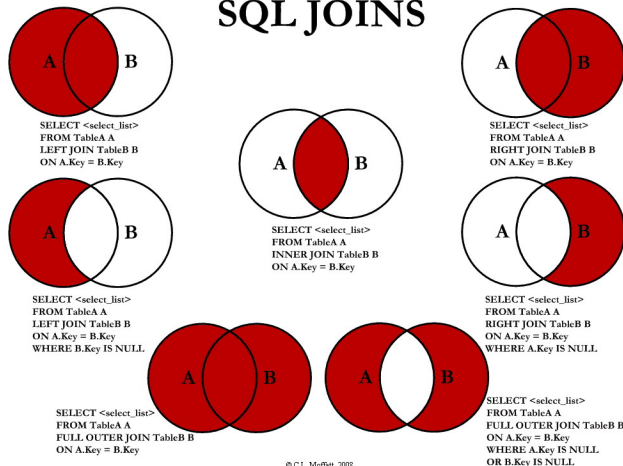 SQL JOINS
A B
SELECT <select_list>
FROM TableA A
LEFT JOIN TableB B
ON A.Key = B.Key
A B
SELECT <select_list>
FROM TableA A
RIGHT JOIN TableB B
ON A.Key = B.Key
A B
SELECT <select_list>
FROM TableA A
INNER JOIN TableB B
ON A.Key = B.Key
A B
SELECT <select_list>
FROM TableA A
LEFT JOIN TableB B
ON A.Key = B.Key
WHERE B.Key IS NULL
A B
SELECT <select_list>
FROM TableA A
RIGHT JOIN TableB B
ON A.Key = B.Key
WHERE A.Key IS NULL
A B
SELECT <select_list>
FROM TableA A
FULL OUTER JOIN TableB B
ON A.Key = B.Key
A B
SELECT <select_list>
FROM TableA A
FULL OUTER JOIN TableB B
ON A.Key = B.Key
WHERE A.Key IS NULL
OR B.Key IS NULL
© C.L. Moffatt, 2008